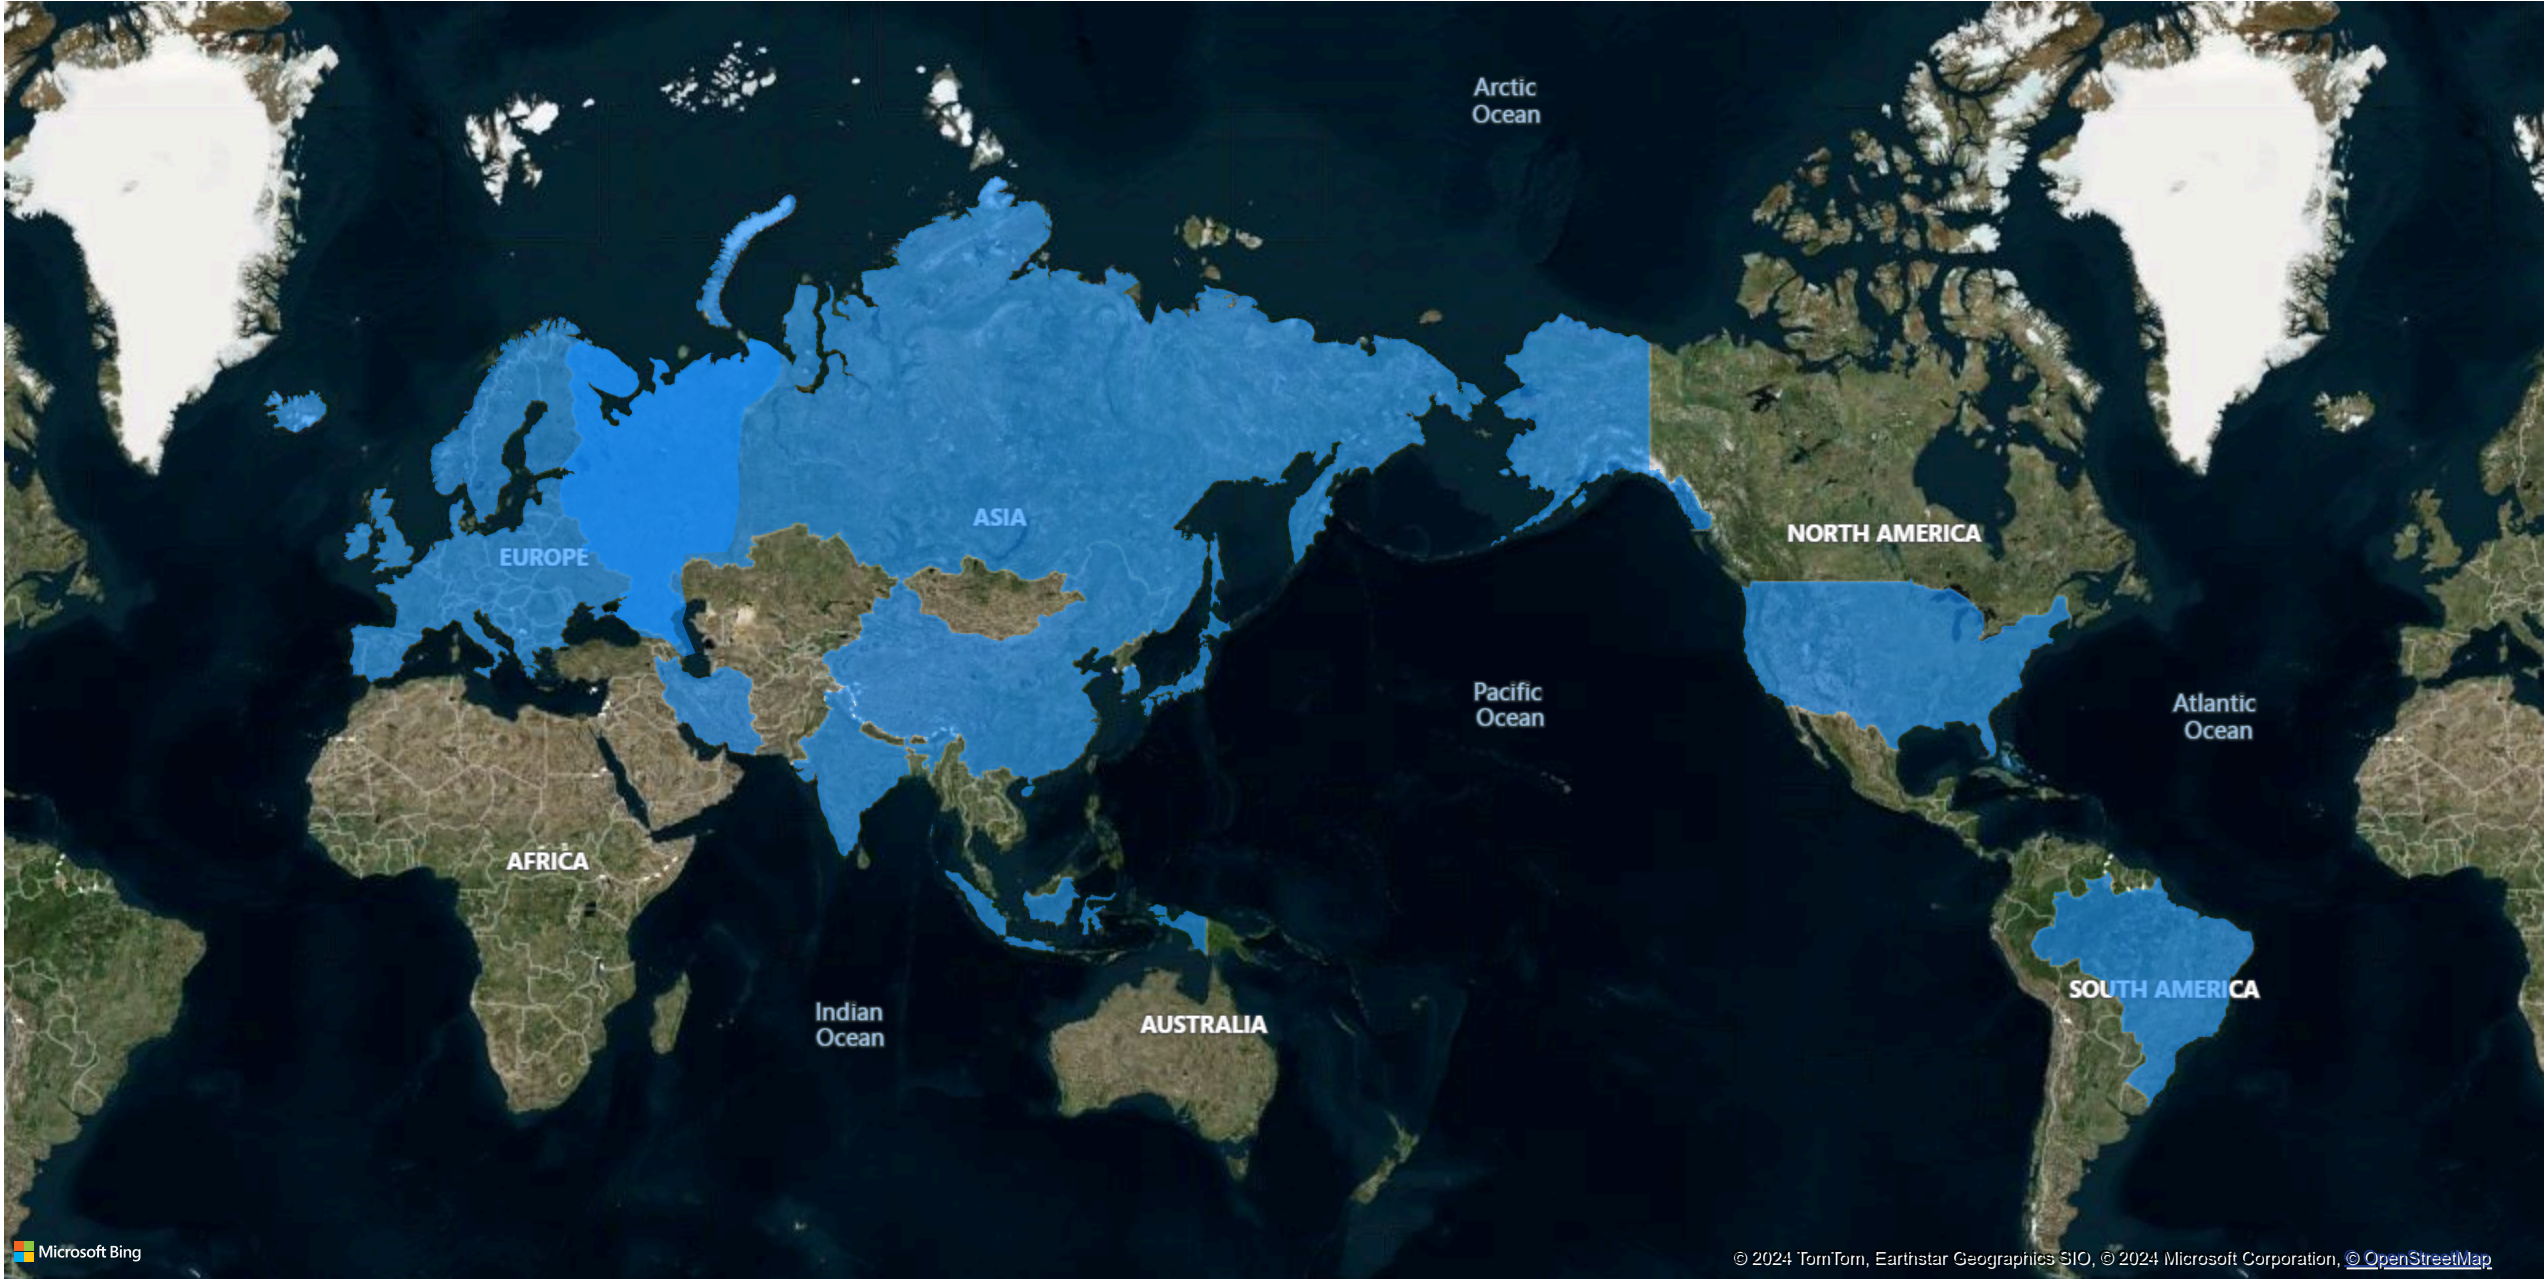 Arctic
Ocean
ASIA
NORTH AMERICA
EUROPE
Pacific
Ocean
Atlantic
Ocean
AFRICA
SOUTH AMERICA
Indian
Ocean
AUSTRALIA
Microsoft Bing
© 2024 TomTom, Earthstar Geographics SIO, © 2024 Microsoft Corporation, © OpenStreetMap